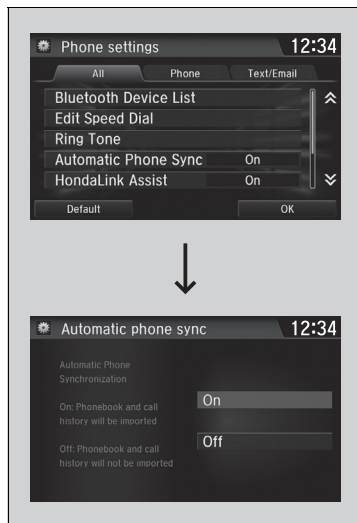 Phone settings 12:34
All Phone Text/Email
Bluetooth Device List
Edit Speed Dial
Ring Tone
Automatic Phone Sync On
HondaLink Assist On
Default OK
Automatic phone sync 12:34
Automatic Phone
Synchronization
On: Phonebook and call
history will be imported
Off: Phonebook and call
history will not be imported
On
Off